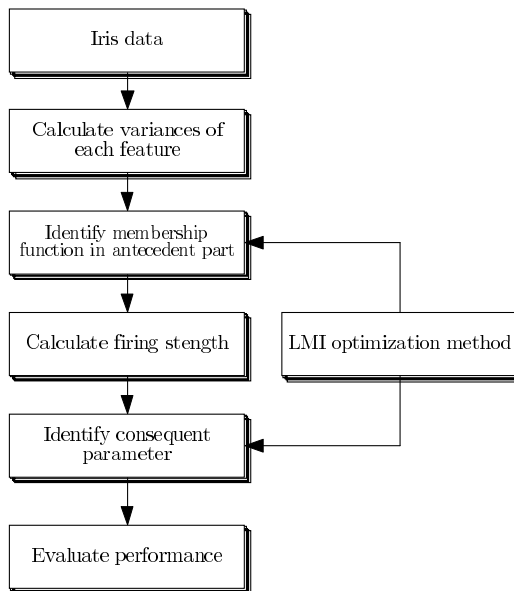 Iris data
Calculate variances of
each feature
Identify membership
function in antecedent part
Calculate firing stength
LMI optimization method
Identify consequent
parameter
Evaluate performance